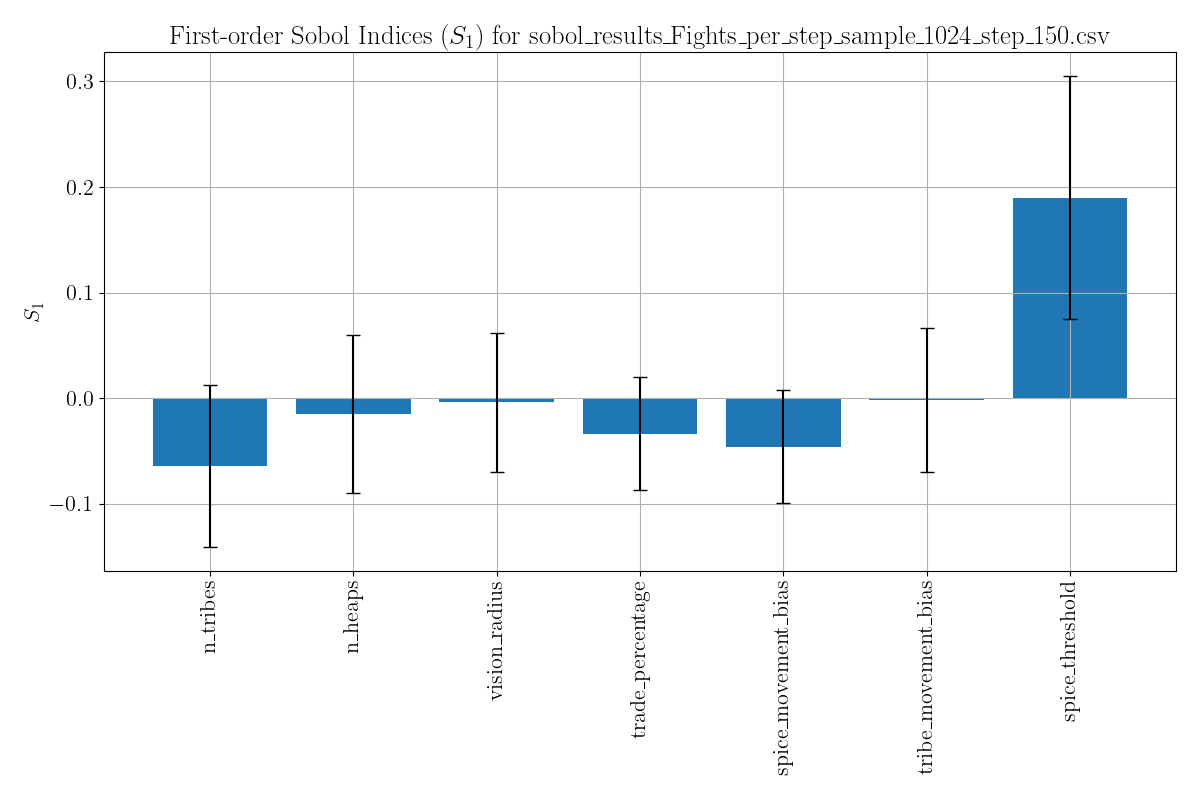 First-order Sobol Indices (S₁) for sobol_results_Fights_per_step_sample_1024_step_150.csv
0.3
0.2
0.1
0.0
−0.1
S₁
n_tribes
n_heaps
vision_radius
trade_percentage
spice_movement_bias
tribe_movement_bias
spice_threshold